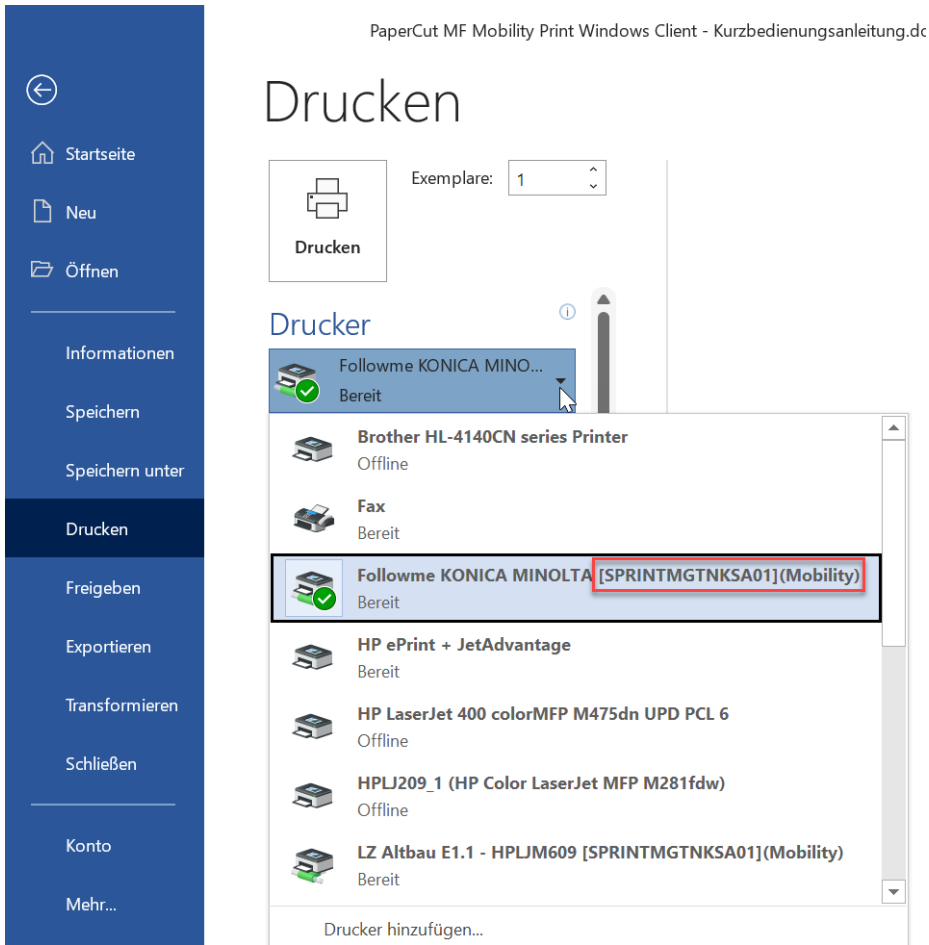 PaperCut MF Mobility Print Windows Client - Kurzbedienungsanleitung.do
Startseite
Neu
Öffnen
Informationen
Speichern
Speichern unter
Drucken
Freigeben
Exportieren
Transformieren
Schließen
Konto
Mehr...
Drucken
Drucken
Exemplare: 1
Drucker
Followme KONICA MINO...
Bereit
Brother HL-4140CN series Printer
Offline
Fax
Bereit
Followme KONICA MINOLTA [SPRINTMGTNKSA01](Mobility)
Bereit
HP ePrint + JetAdvantage
Bereit
HP LaserJet 400 colorMFP M475dn UPD PCL 6
Offline
HPLJ209_1 (HP Color LaserJet MFP M281fdw)
Offline
LZ Altbau E1.1 - HPLJM609 [SPRINTMGTNKSA01](Mobility)
Bereit
Drucker hinzufügen...